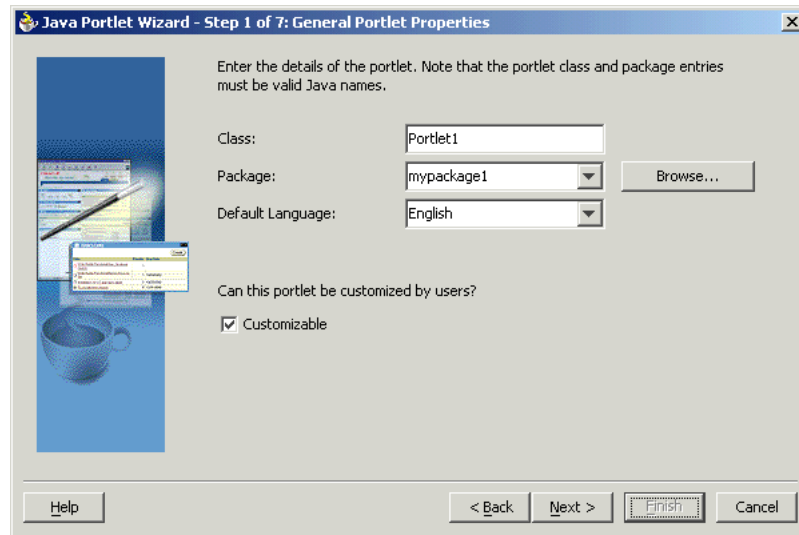 Java Portlet Wizard - Step 1 of 7: General Portlet Properties
Enter the details of the portlet. Note that the portlet class and package entries
must be valid Java names.
Class: Portlet1
Package: mypackage1 Browse...
Default Language: English
Can this portlet be customized by users?
Customizable
Help < Back Next > Finish Cancel